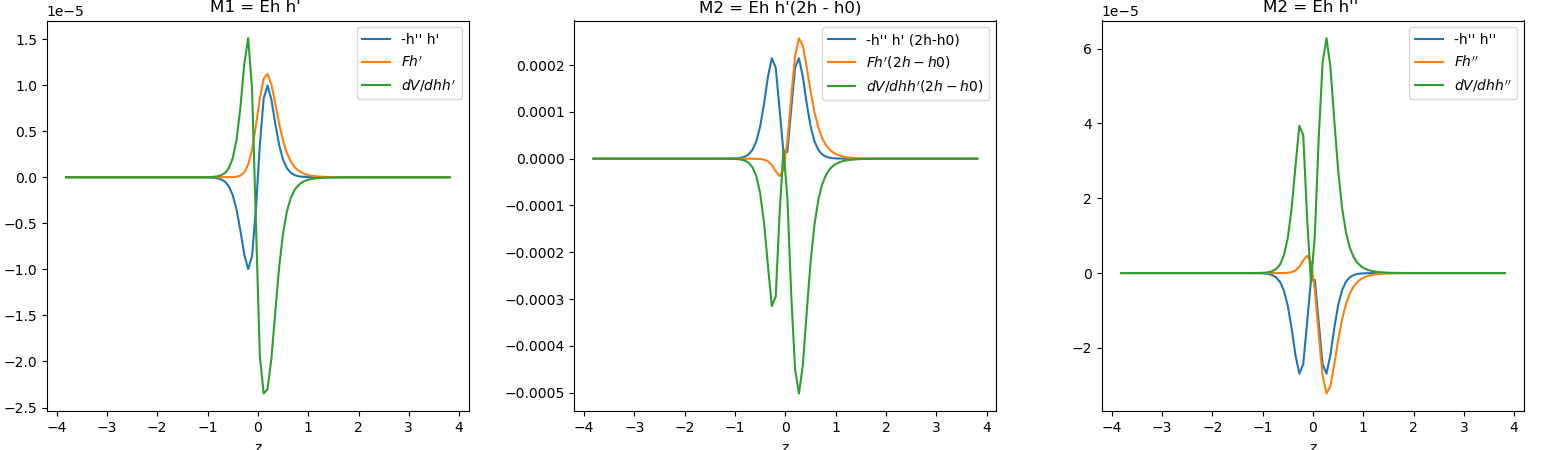 M1 = Eh h'
1e−5
-h'' h'
Fh′
dV/dhh′
1.5
1.0
0.5
0.0
−0.5
−1.0
−1.5
−2.0
−2.5
−4 −3 −2 −1 0 1 2 3 4
z
M2 = Eh h'(2h - h0)
-h'' h' (2h-h0)
Fh′(2h − h0)
dV/dhh′(2h − h0)
0.0002
0.0001
0.0000
−0.0001
−0.0002
−0.0003
−0.0004
−0.0005
−4 −3 −2 −1 0 1 2 3 4
z
M2 = Eh h''
1e−5
-h'' h''
Fh′′
dV/dhh′′
6
4
2
0
−2
−4 −3 −2 −1 0 1 2 3 4
z